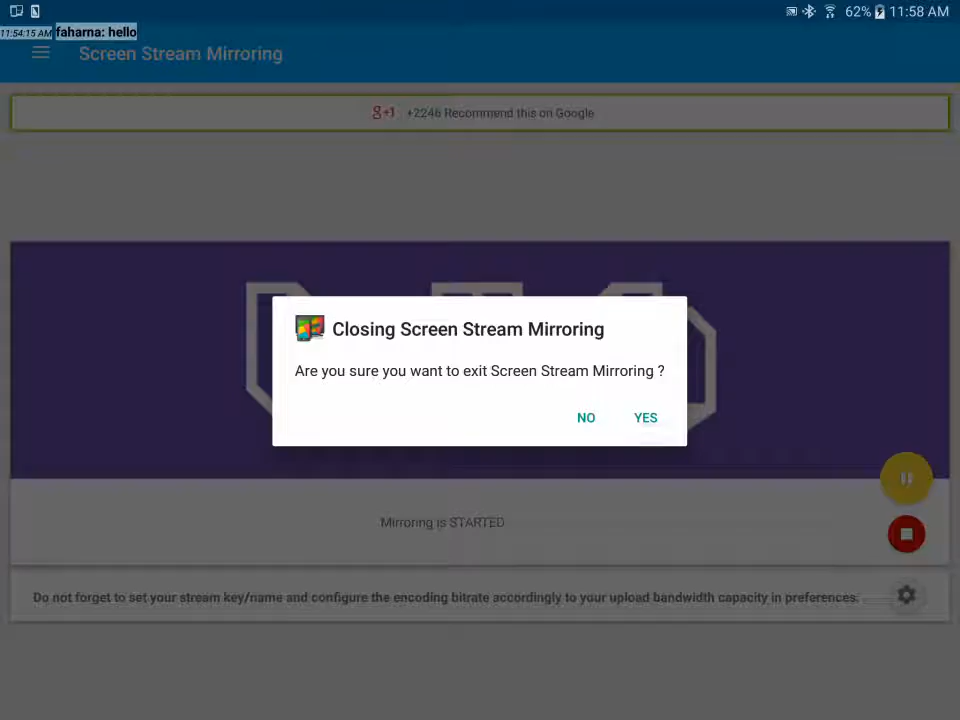 62% 11:58 AM
11:54:15 AM faharna: hello
Screen Stream Mirroring
g+1 +2246 Recommend this on Google
Closing Screen Stream Mirroring
Are you sure you want to exit Screen Stream Mirroring ?
NO YES
Mirroring is STARTED
Do not forget to set your stream key/name and configure the encoding bitrate accordingly to your upload bandwidth capacity in preferences.